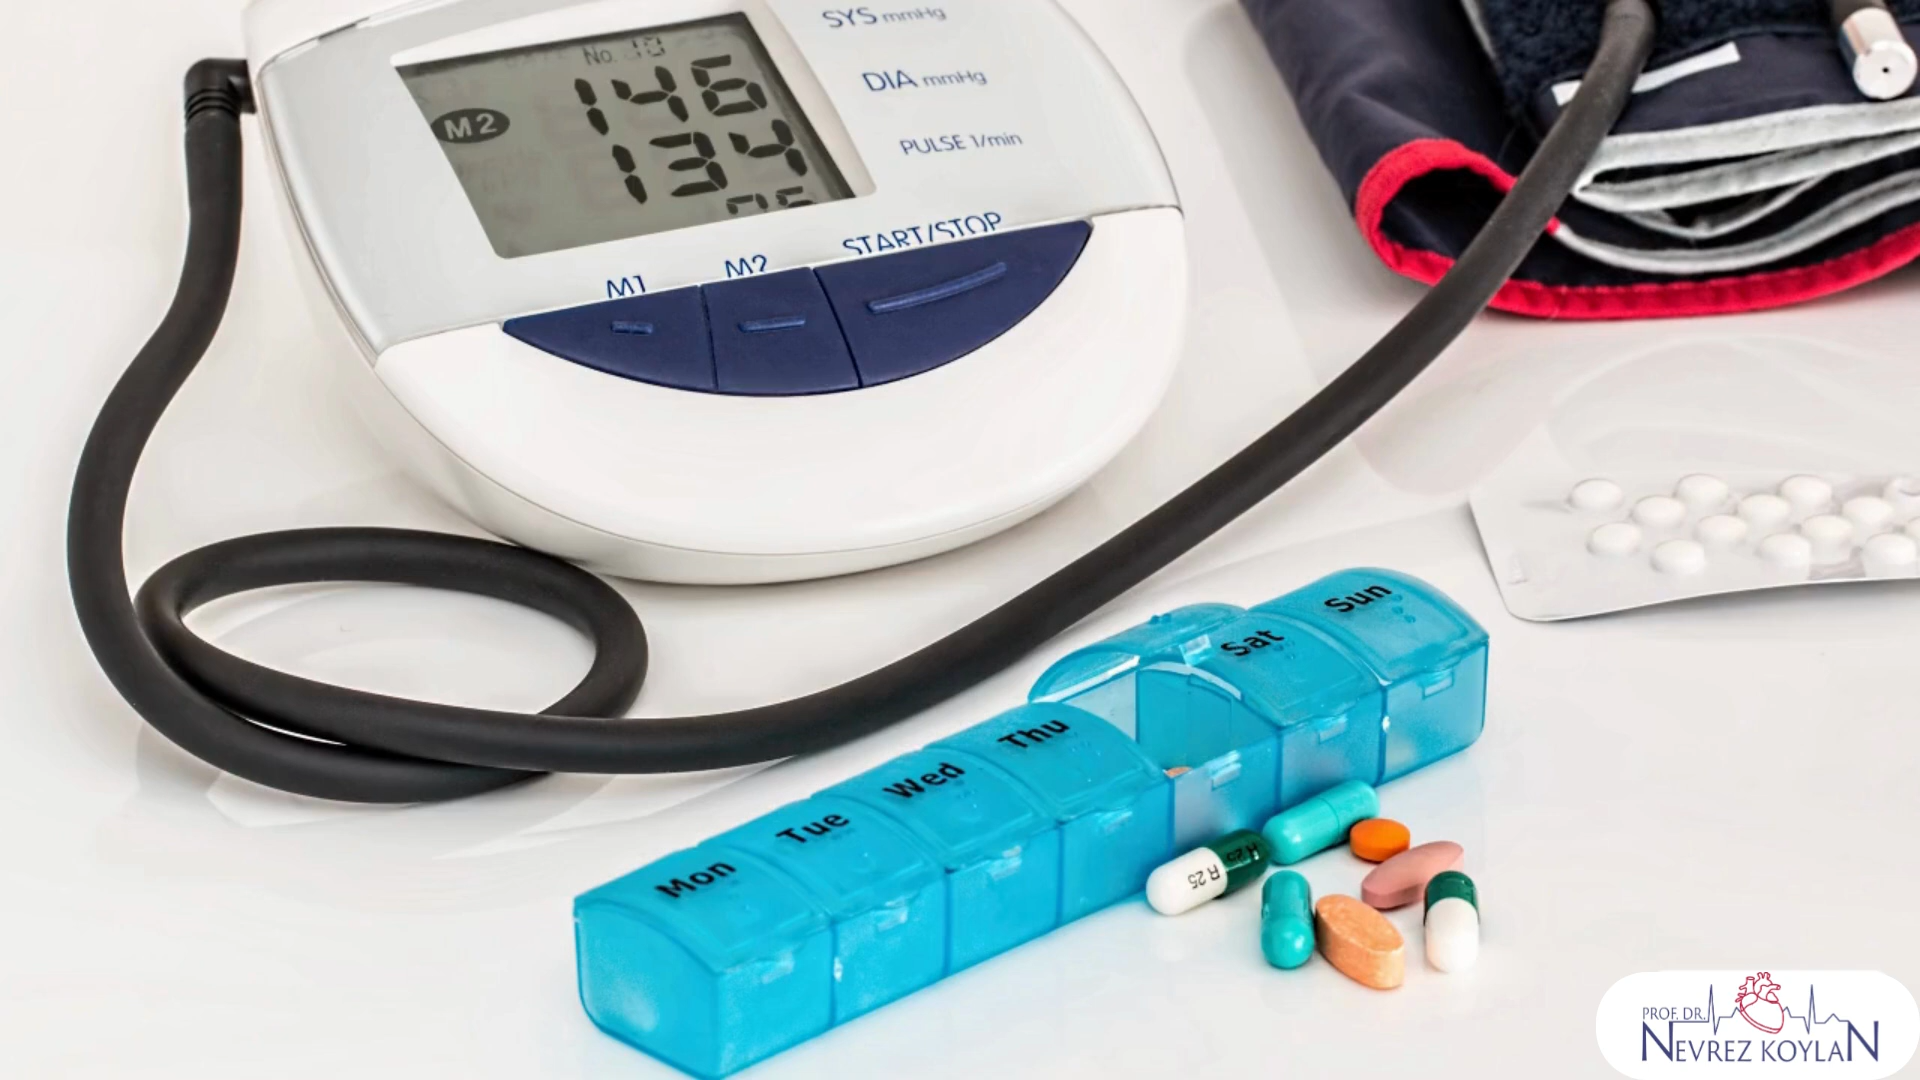 SYS mmHg
No. 10
146
DIA mmHg
M2
134
PULSE 1/min
START/STOP
M2
M1
Sun
Sat
Thu
Wed
Tue
Mon
R 25
PROF. DR.
NEVREZ KOYLAN